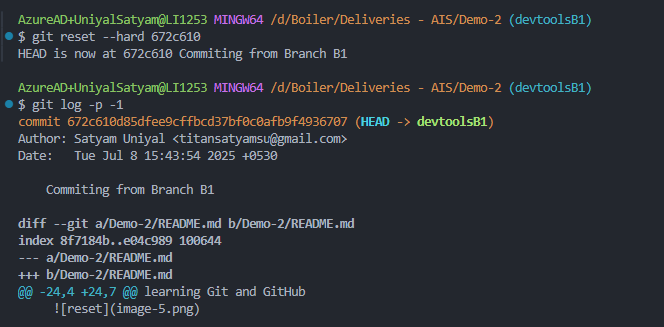 AzureAD+UniyalSatyam@LI1253 MINGW64 /d/Boiler/Deliveries - AIS/Demo-2 (devtoolsB1)
$ git reset --hard 672c610
HEAD is now at 672c610 Commiting from Branch B1
AzureAD+UniyalSatyam@LI1253 MINGW64 /d/Boiler/Deliveries - AIS/Demo-2 (devtoolsB1)
$ git log -p -1
commit 672c610d85dfee9cffbcd37bf0c0afb9f4936707 (HEAD -> devtoolsB1)
Author: Satyam Uniyal <titansatyamsu@gmail.com>
Date:   Tue Jul 8 15:43:54 2025 +0530
    Commiting from Branch B1
diff --git a/Demo-2/README.md b/Demo-2/README.md
index 8f7184b..e04c989 100644
--- a/Demo-2/README.md
+++ b/Demo-2/README.md
@@ -24,4 +24,7 @@ learning Git and GitHub
     ![reset](image-5.png)